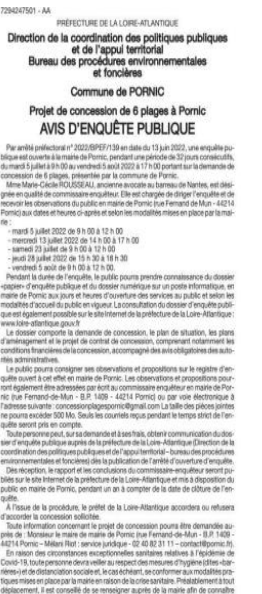 7294247501 - AA
PRÉFECTURE DE LA LOIRE-ATLANTIQUE
Direction de la coordination des politiques publiques
et de l'appui territorial
Bureau des procédures environnementales
et foncières
Commune de PORNIC
Projet de concession de 6 plages à Pornic
AVIS D'ENQUÊTE PUBLIQUE
Par arrêté préfectoral n° 2022/BPEF/139 en date du 13 juin 2022, une enquête pu-
blique est ouverte à la mairie de Pornic, pendant une période de 32 jours consécutifs,
du mardi 5 juillet à 9 h 00 au vendredi 5 août 2022 à 17 h 00 portant sur la demande de
concession de 6 plages, présentée par la commune de Pornic.
Mme Marie-Cécile ROUSSEAU, ancienne avocate au barreau de Nantes, est dési-
gnée en qualité de commissaire-enquêteur. Elle est chargée de diriger l'enquête et de
recevoir les observations du public en mairie de Pornic (rue Fernand de Mun - 44214
Pornic) aux dates et heures ci-après et selon les modalités mises en place par la mai-
rie :
- mardi 5 juillet 2022 de 9 h 00 à 12 h 00
- mercredi 13 juillet 2022 de 14 h 00 à 17 h 00
- samedi 23 juillet de 9 h 00 à 12 h 00
- jeudi 28 juillet 2022 de 15 h 30 à 18 h 30
- vendredi 5 août de 9 h 00 à 12 h 00.
Pendant la durée de l'enquête, le public pourra prendre connaissance du dossier
«papier» d'enquête publique et du dossier numérique sur un poste informatique, en
mairie de Pornic aux jours et heures d'ouverture des services au public et selon les
modalités d'accueil du public en vigueur. La consultation du dossier d'enquête publi-
que est également possible sur le site Internet de la préfecture de la Loire-Atlantique :
www.loire-atlantique.gouv.fr
Le dossier comporte la demande de concession, le plan de situation, les plans
d'aménagement et le projet de contrat de concession, comprenant notamment les
conditions financières de la concession, accompagné des avis obligatoires des auto-
rités administratives.
Le public pourra consigner ses observations et propositions sur le registre d'en-
quête ouvert à cet effet en mairie de Pornic. Les observations et propositions pour-
ront également être adressées par écrit au commissaire enquêteur en mairie de Por-
nic (rue Fernand-de-Mun - B.P. 1409 - 44214 Pornic) ou par voie électronique à
l'adresse suivante : concessionplagespornic@gmail.com La taille des pièces jointes
ne pourra excéder 500 Mo. Seuls les courriels reçus pendant le temps strict de l'en-
quête seront pris en compte.
Toute personne peut, sur sa demande et à ses frais, obtenir communication du dos-
sier d'enquête publique auprès de la préfecture de la Loire-Atlantique (Direction de la
coordination des politiques publiques et de l'appui territorial - bureau des procédures
environnementales et foncières) dès la publication de l'arrêté d'ouverture d'enquête.
Dès réception, le rapport et les conclusions du commissaire-enquêteur seront pu-
bliés sur le site Internet de la préfecture de la Loire-Atlantique et mis à disposition du
public en mairie de Pornic, pendant un an à compter de la date de clôture de l'en-
quête.
À l'issue de la procédure, le préfet de la Loire-Atlantique accordera ou refusera
d'accorder la concession sollicitée.
Toute information concernant le projet de concession pourra être demandée au-
près de : Monsieur le maire de mairie de Pornic (rue Fernand-de-Mun - B.P. 1409 -
44214 Pornic - Réf : service juridique - 02 40 82 31 11 - contact@pornic.fr).
En raison des circonstances exceptionnelles sanitaires relatives à l'épidémie de
Covid-19, toute personne devra veiller au respect des mesures d'hygiène (dites «bar-
rières») et de distanciation sociale et, le cas échéant, se conformer aux modalités pra-
tiques mises en place par la mairie en raison de la crise sanitaire. Préalablement à tout
déplacement, il est conseillé de se renseigner auprès de la mairie afin de connaître